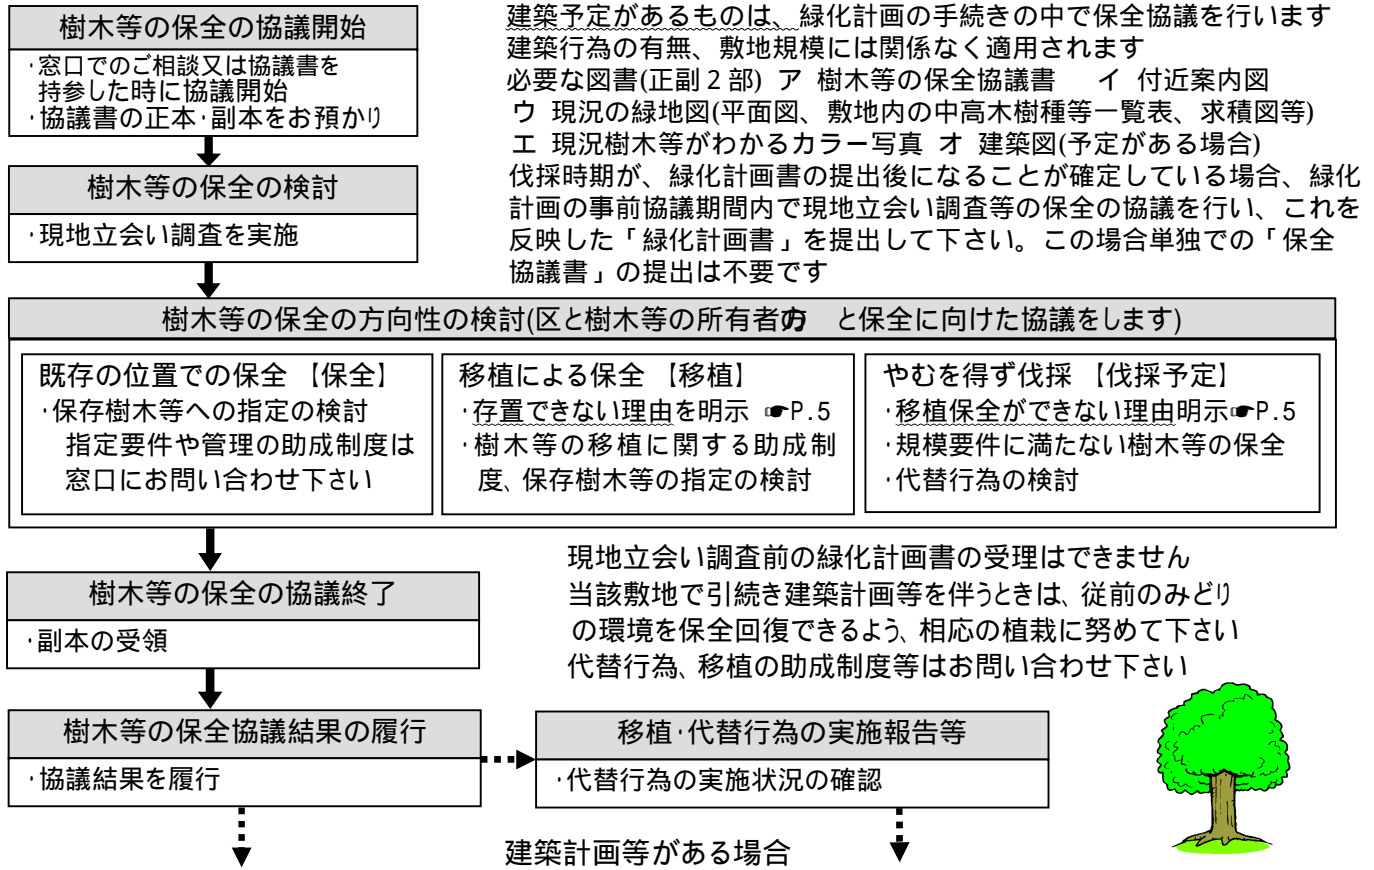 樹木等の保全の協議開始
・窓口でのご相談又は協議書を
持参した時に協議開始
・協議書の正本・副本をお預かり
建築予定があるものは、緑化計画の手続きの中で保全協議を行います
建築行為の有無、敷地規模には関係なく適用されます
必要な図書(正副2部) ア 樹木等の保全協議書 イ 付近案内図
ウ 現況の緑地図(平面図、敷地内の中高木樹種等一覧表、求積図等)
エ 現況樹木等がわかるカラー写真 オ 建築図(予定がある場合)
伐採時期が、緑化計画書の提出後になることが確定している場合、緑化
計画の事前協議期間内で現地立会い調査等の保全の協議を行い、これを
反映した「緑化計画書」を提出して下さい。この場合単独での「保全
協議書」の提出は不要です
樹木等の保全の検討
・現地立会い調査を実施
樹木等の保全の方向性の検討(区と樹木等の所有者の方 と保全に向けた協議をします)
既存の位置での保全 【保全】
・保存樹木等への指定の検討
指定要件や管理の助成制度は
窓口にお問い合わせ下さい
移植による保全 【移植】
・存置できない理由を明示 ☛P.5
・樹木等の移植に関する助成制
度、保存樹木等の指定の検討
やむを得ず伐採 【伐採予定】
・移植保全ができない理由明示☛P.5
・規模要件に満たない樹木等の保全
・代替行為の検討
現地立会い調査前の緑化計画書の受理はできません
当該敷地で引続き建築計画等を伴うときは、従前のみどり
の環境を保全回復できるよう、相応の植栽に努めて下さい
代替行為、移植の助成制度等はお問い合わせ下さい
樹木等の保全の協議終了
・副本の受領
樹木等の保全協議結果の履行
・協議結果を履行
移植・代替行為の実施報告等
・代替行為の実施状況の確認
建築計画等がある場合